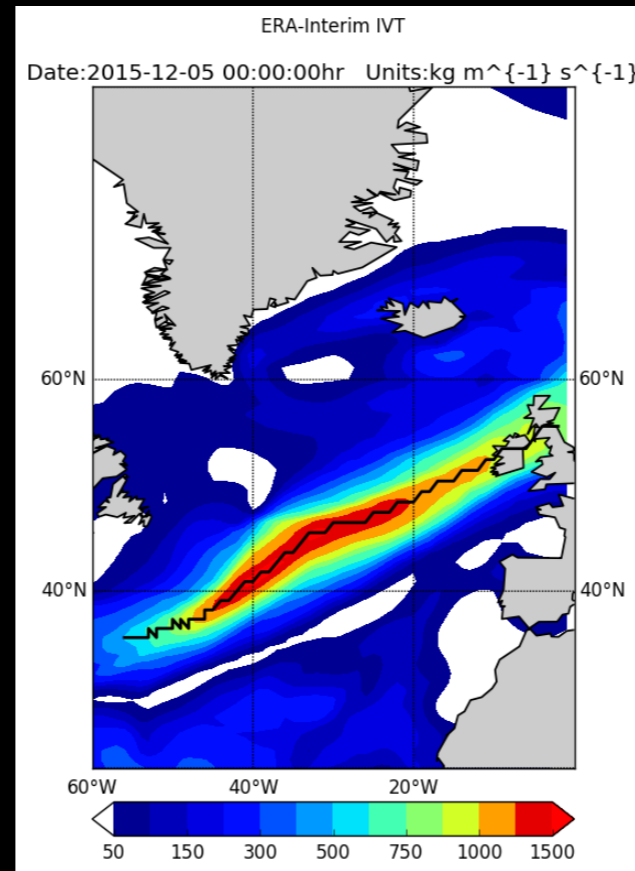 ERA-Interim IVT
Date:2015-12-05 00:00:00hr Units:kg m^{-1} s^{-1}
60°N 60°N
40°N 40°N
60°W 40°W 20°W
50 150 300 500 750 1000 1500